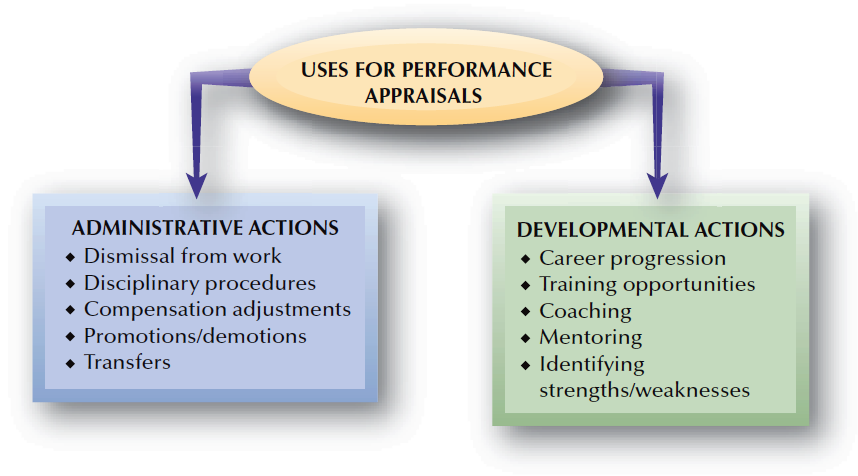 USES FOR PERFORMANCE
APPRAISALS
ADMINISTRATIVE ACTIONS
◆ Dismissal from work
◆ Disciplinary procedures
◆ Compensation adjustments
◆ Promotions/demotions
◆ Transfers
DEVELOPMENTAL ACTIONS
◆ Career progression
◆ Training opportunities
◆ Coaching
◆ Mentoring
◆ Identifying
strengths/weaknesses